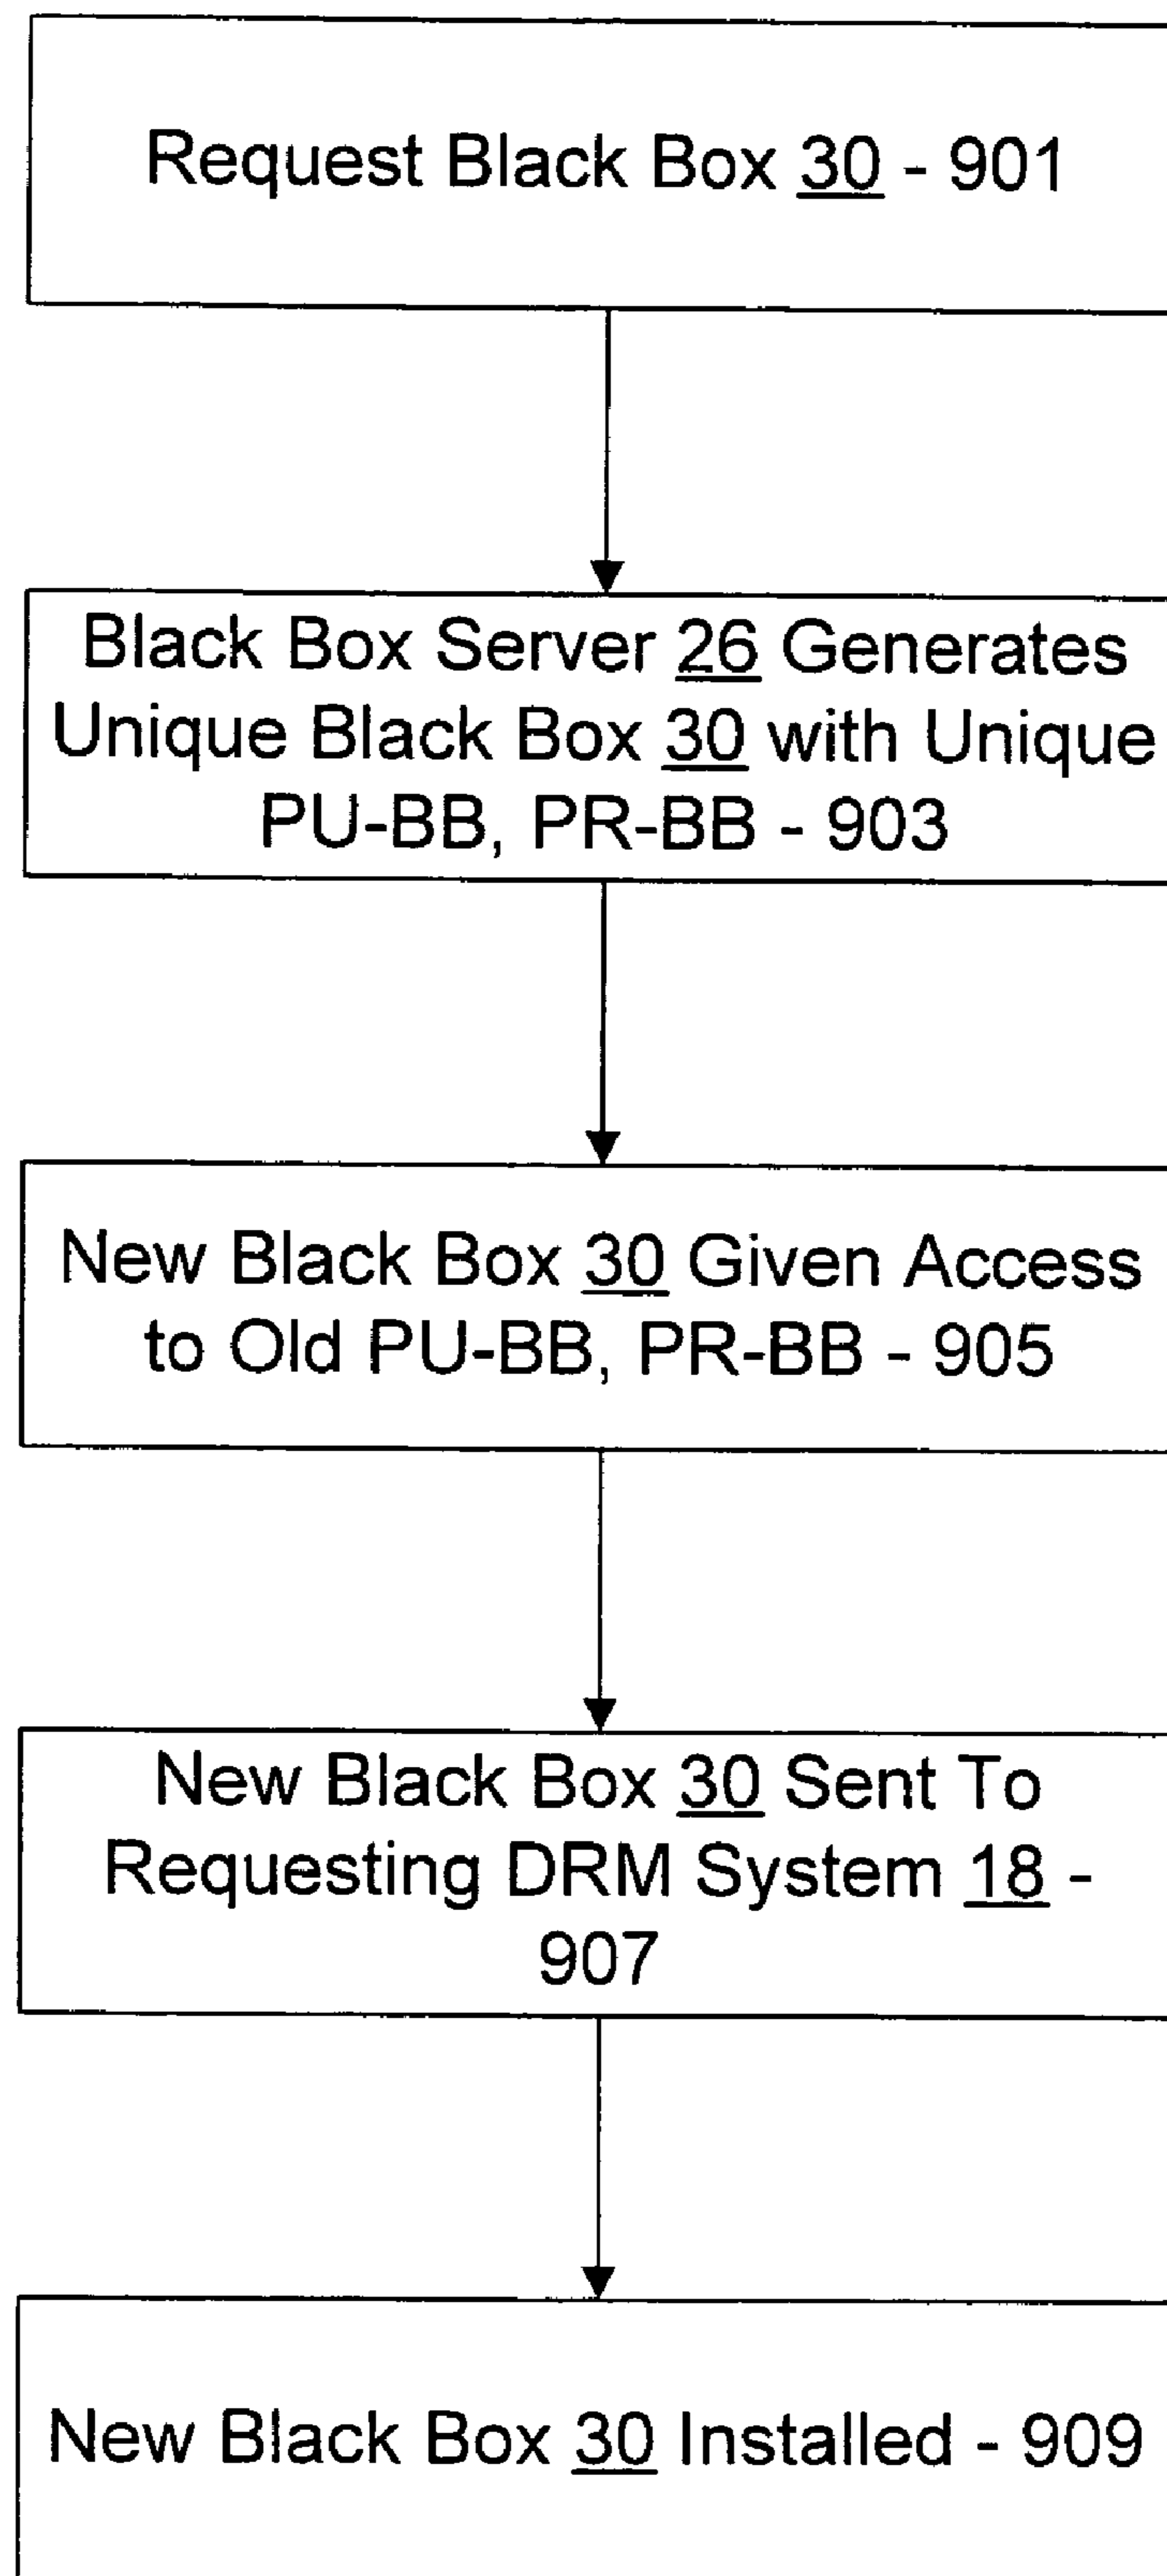 Request Black Box 30 - 901
Black Box Server 26 Generates
Unique Black Box 30 with Unique
PU-BB, PR-BB - 903
New Black Box 30 Given Access
to Old PU-BB, PR-BB - 905
New Black Box 30 Sent To
Requesting DRM System 18 -
907
New Black Box 30 Installed - 909